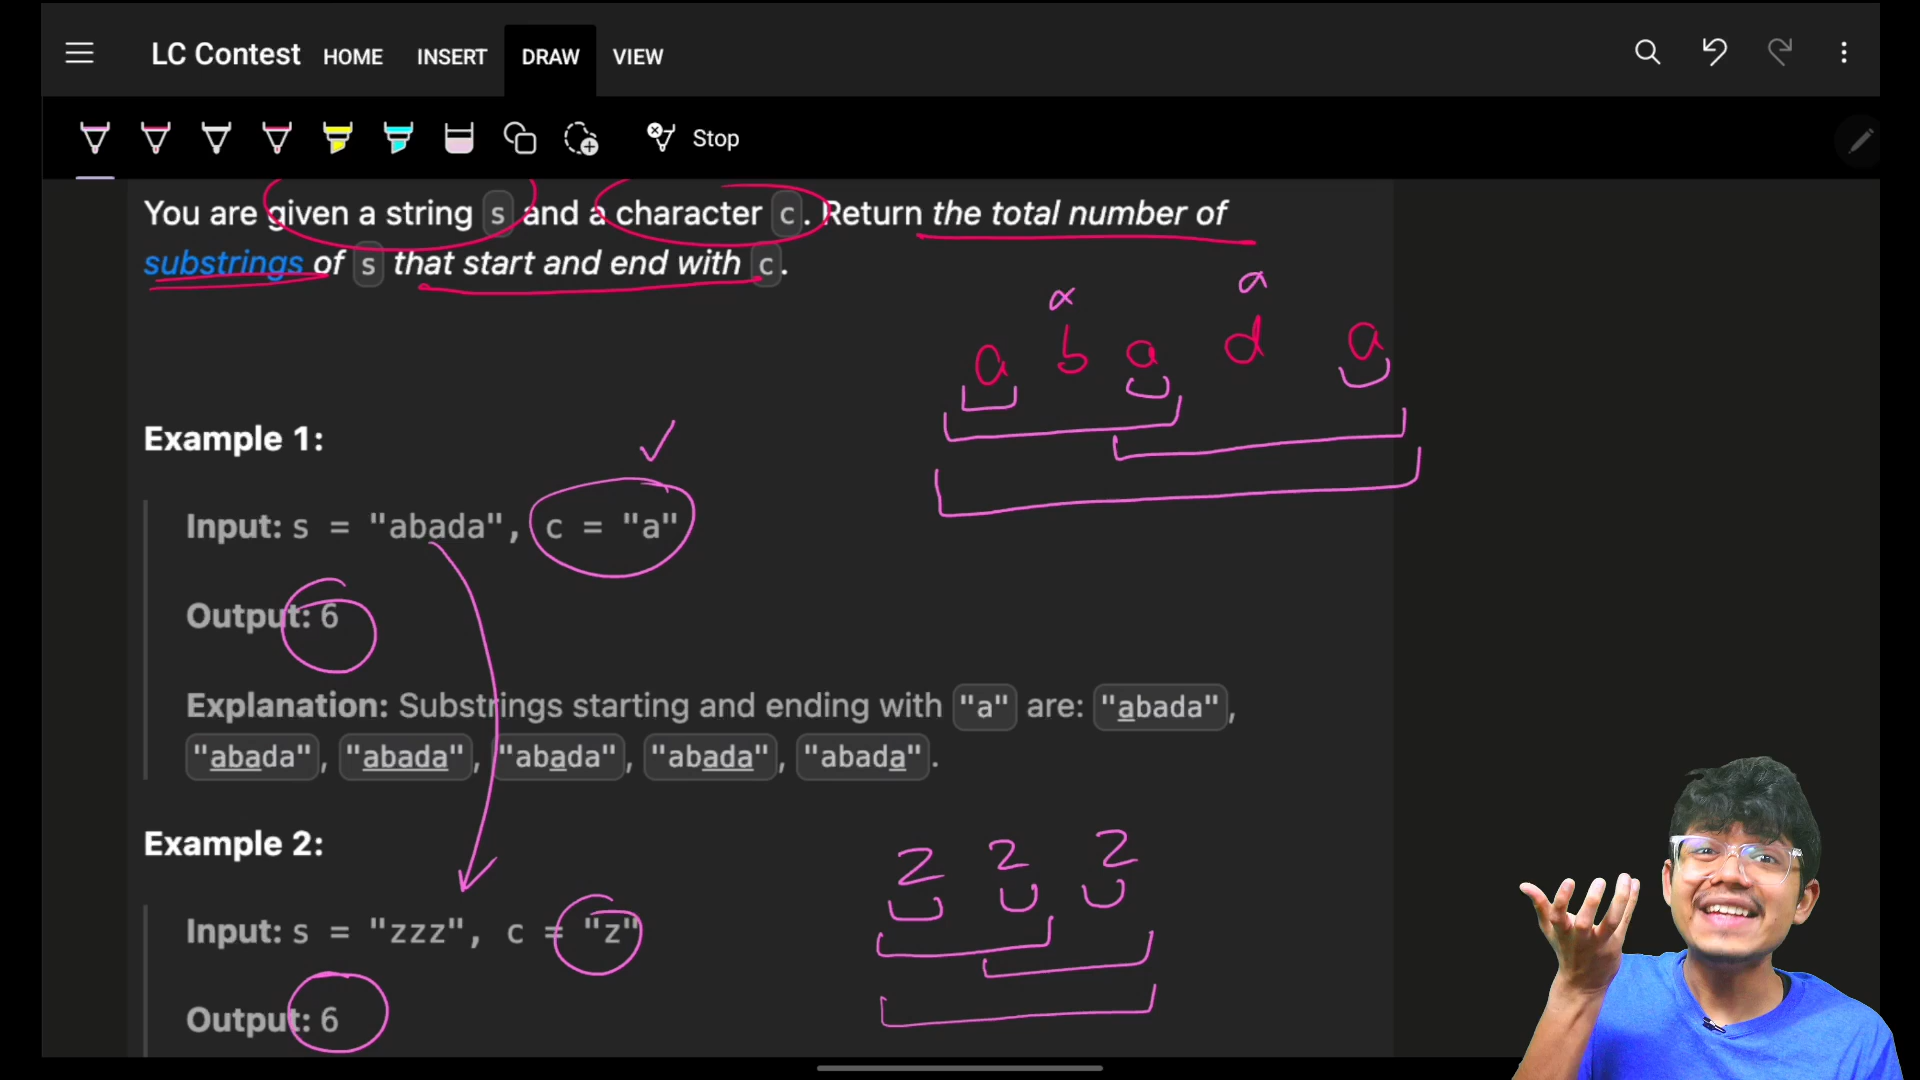 LC Contest HOME INSERT DRAW VIEW
Stop
You are given a string s and a character c. Return the total number of
substrings of s that start and end with c.
α a
a b a d a
Example 1:
Input: s = "abada", c = "a"
Output: 6
Explanation: Substrings starting and ending with "a" are: "abada",
"abada", "abada", "abada", "abada", "abada".
Example 2:
z z z
Input: s = "zzz", c = "z"
Output: 6